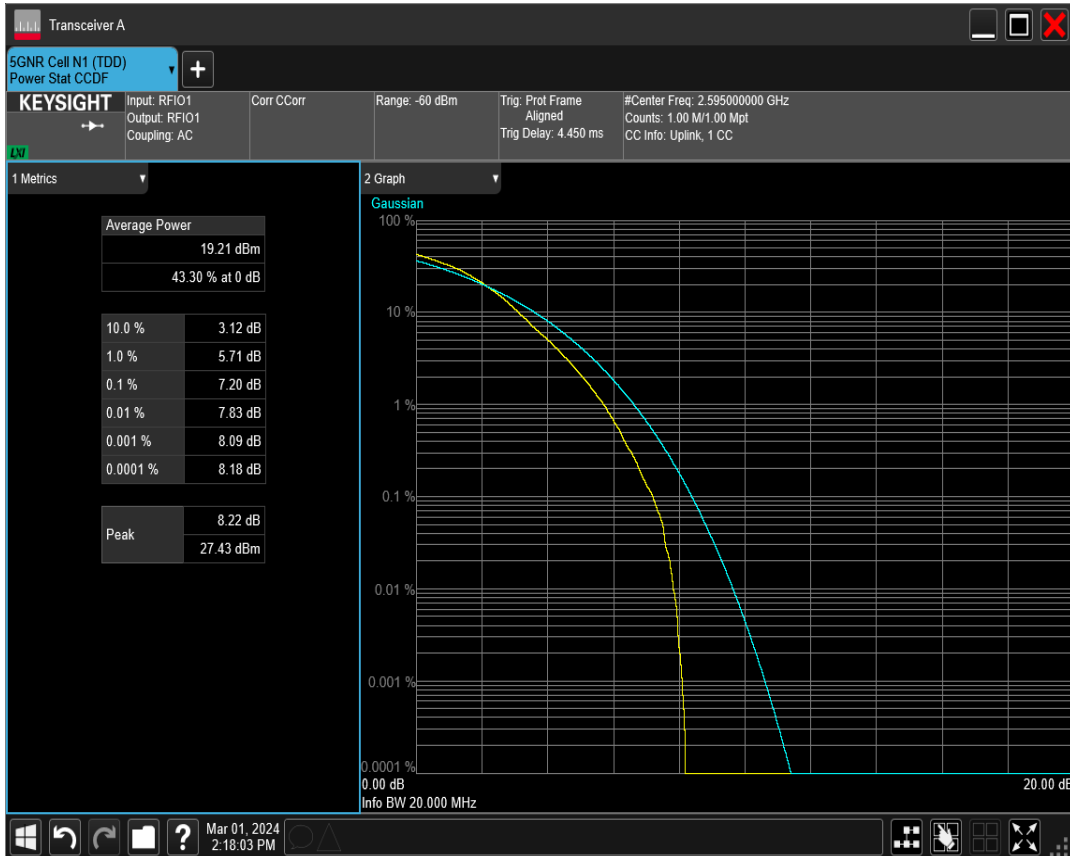 Transceiver A
5GNR Cell N1 (TDD)
Power Stat CCDF
+
KEYSIGHT
LXI
Input: RFIO1
Output: RFIO1
Coupling: AC
Corr CCorr
Range: -60 dBm
Trig: Prot Frame
Aligned
Trig Delay: 4.450 ms
#Center Freq: 2.595000000 GHz
Counts: 1.00 M/1.00 Mpt
CC Info: Uplink, 1 CC
1 Metrics
Average Power
19.21 dBm
43.30 % at 0 dB
10.0 % 3.12 dB
1.0 % 5.71 dB
0.1 % 7.20 dB
0.01 % 7.83 dB
0.001 % 8.09 dB
0.0001 % 8.18 dB
Peak
8.22 dB
27.43 dBm
2 Graph
Gaussian
100 %
10 %
1 %
0.1 %
0.01 %
0.001 %
0.0001 %
0.00 dB 20.00 dB
Info BW 20.000 MHz
?
Mar 01, 2024
2:18:03 PM